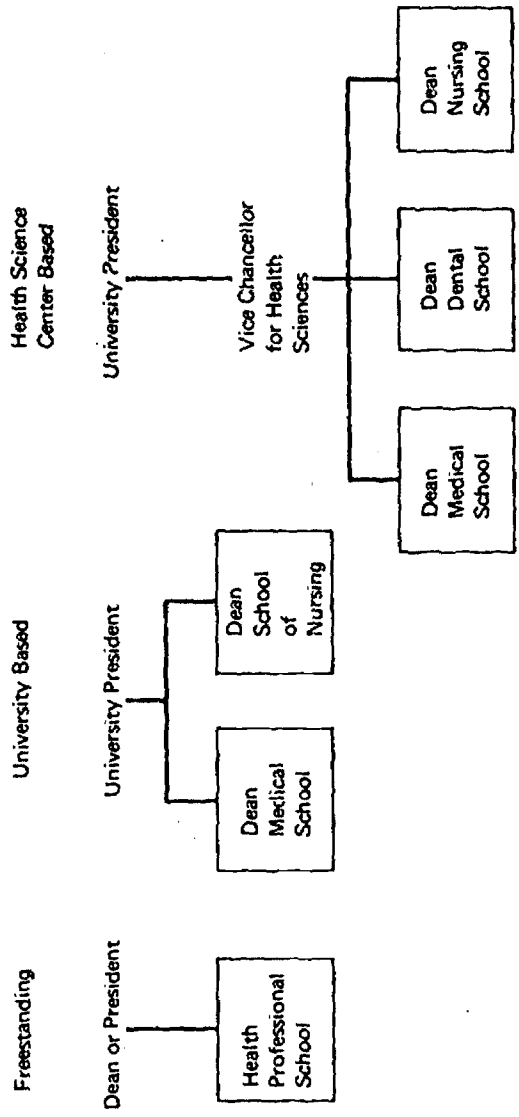 Freestanding
Dean or President
Health
Professional
School
University Based
University President
Dean
Medical
School
Dean
School
of
Nursing
Health Science
Center Based
University President
Vice Chancellor
for Health
Sciences
Dean
Medical
School
Dean
Dental
School
Dean
Nursing
School